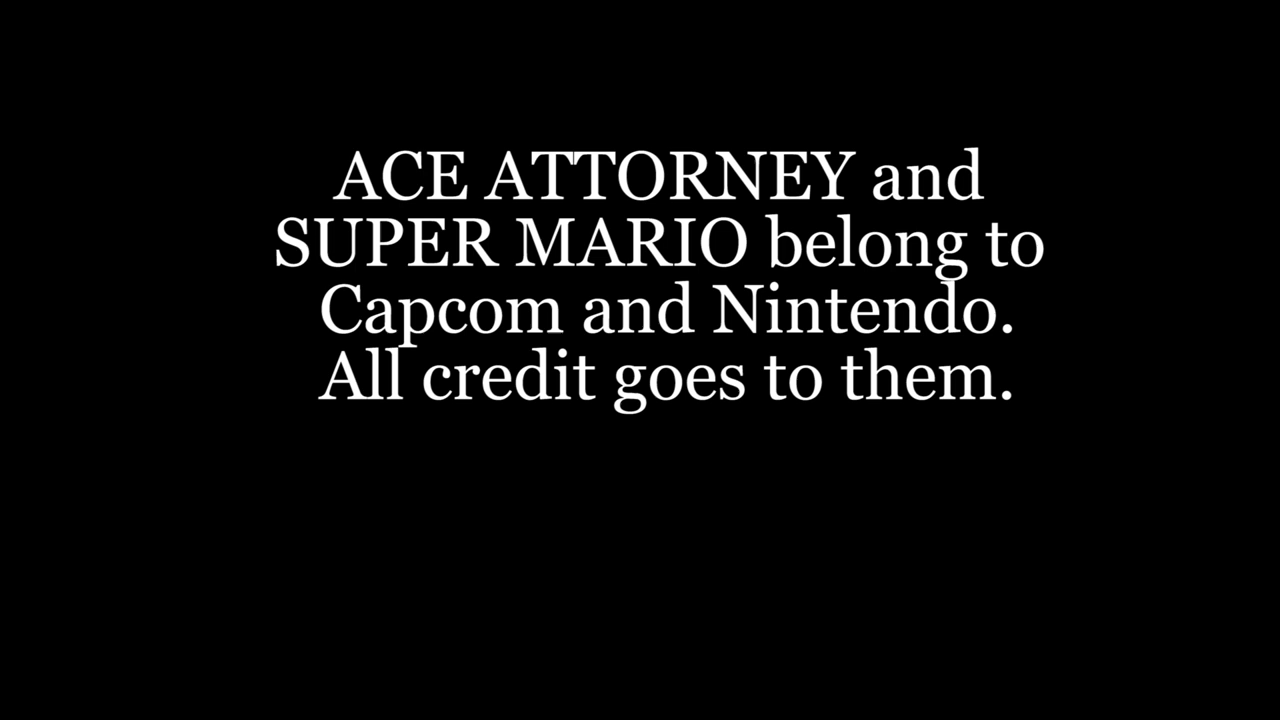 ACE ATTORNEY and
SUPER MARIO belong to
Capcom and Nintendo.
All credit goes to them.